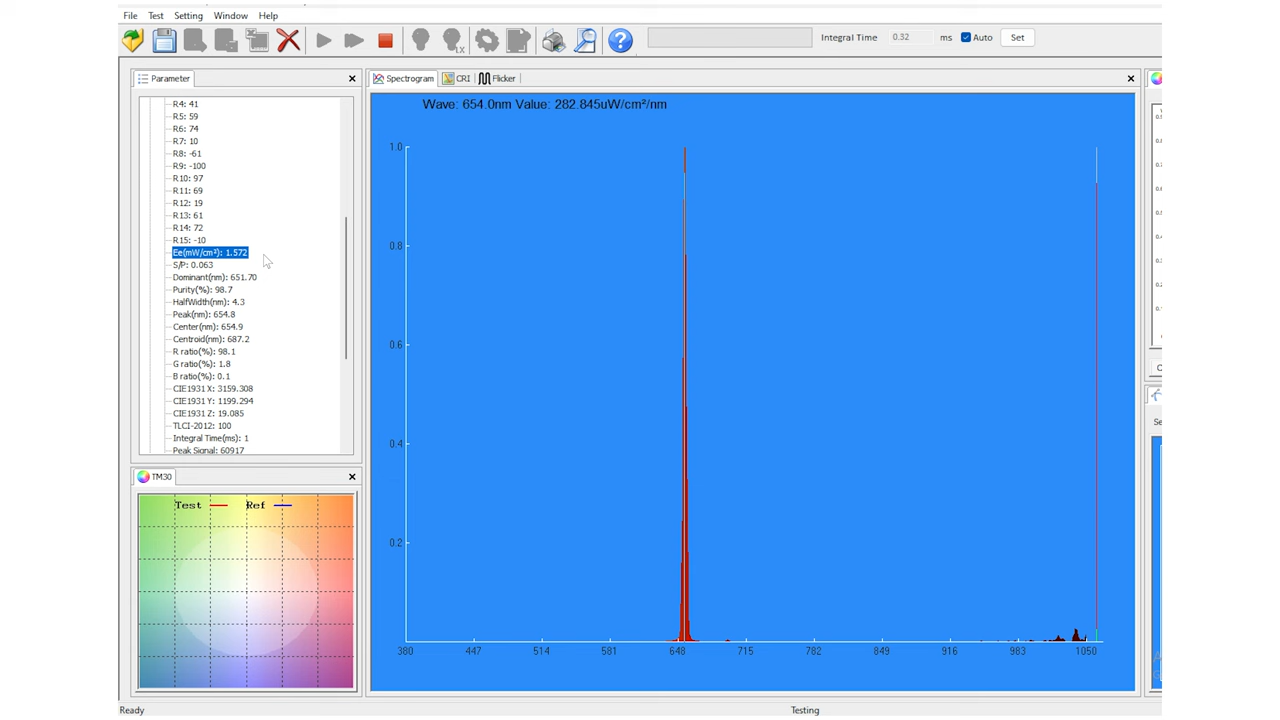 File Test Setting Window Help
1X
Integral Time 0.32 ms Auto Set
Parameter
R4: 41
R5: 59
R6: 74
R7: 10
R8: -61
R9: -100
R10: 97
R11: 69
R12: 19
R13: 61
R14: 72
R15: -10
Ee(mW/cm²): 1.572
S/P: 0.063
Dominant(nm): 651.70
Purity(%): 98.7
HalfWidth(nm): 4.3
Peak(nm): 654.8
Center(nm): 654.9
Centroid(nm): 687.2
R ratio(%): 98.1
G ratio(%): 1.8
B ratio(%): 0.1
CIE1931 X: 3159.308
CIE1931 Y: 1199.294
CIE1931 Z: 19.085
TLCI-2012: 100
Integral Time(ms): 1
Peak Signal: 60917
TM30
Test Ref
Spectrogram CRI Flicker
Wave: 654.0nm Value: 282.845uW/cm²/nm
1.0
0.8
0.6
0.4
0.2
380 447 514 581 648 715 782 849 916 983 1050
Ready
Testing